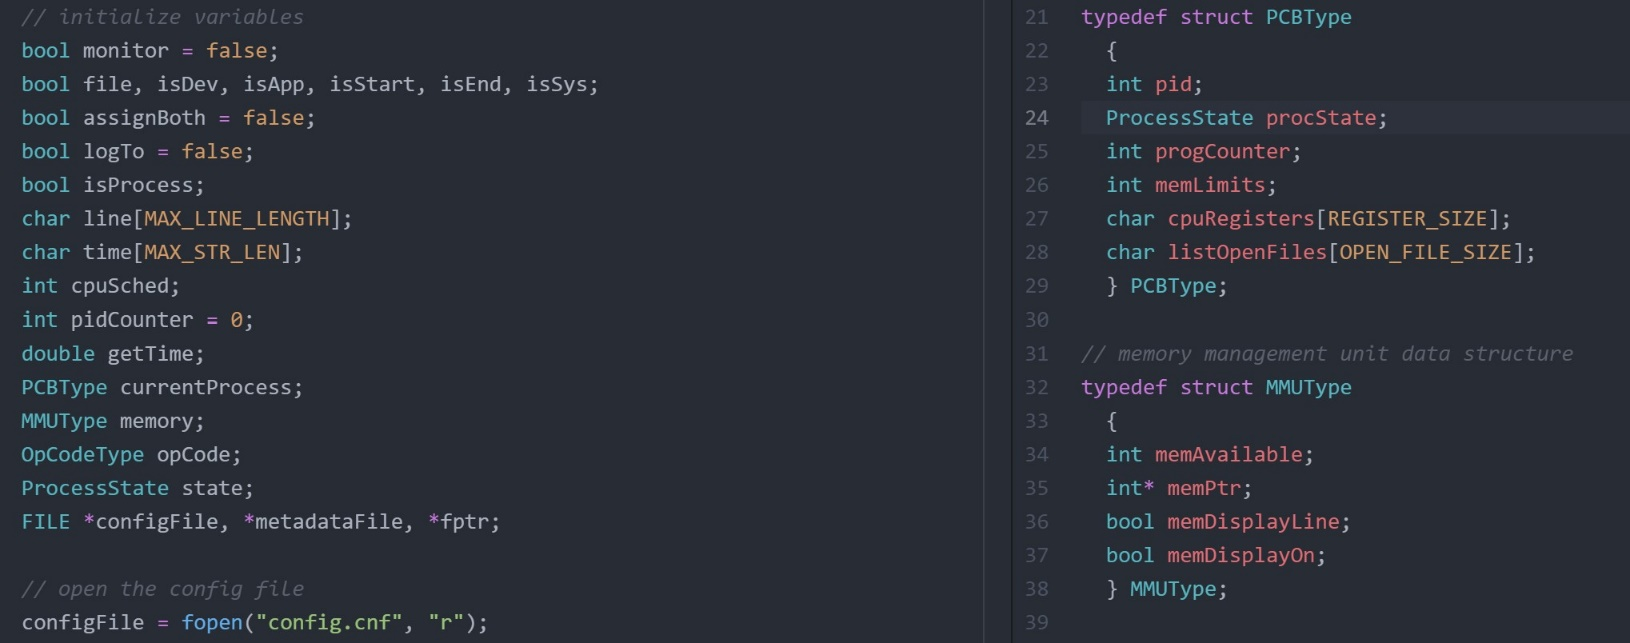 // initialize variables
bool monitor = false;
bool file, isDev, isApp, isStart, isEnd, isSys;
bool assignBoth = false;
bool logTo = false;
bool isProcess;
char line[MAX_LINE_LENGTH];
char time[MAX_STR_LEN];
int cpuSched;
int pidCounter = 0;
double getTime;
PCBType currentProcess;
MMUType memory;
OpCodeType opCode;
ProcessState state;
FILE *configFile, *metadataFile, *fptr;
// open the config file
configFile = fopen("config.cnf", "r");
21 typedef struct PCBType
22 {
23 int pid;
24 ProcessState procState;
25 int progCounter;
26 int memLimits;
27 char cpuRegisters[REGISTER_SIZE];
28 char listOpenFiles[OPEN_FILE_SIZE];
29 } PCBType;
30
31 // memory management unit data structure
32 typedef struct MMUType
33 {
34 int memAvailable;
35 int* memPtr;
36 bool memDisplayLine;
37 bool memDisplayOn;
38 } MMUType;
39